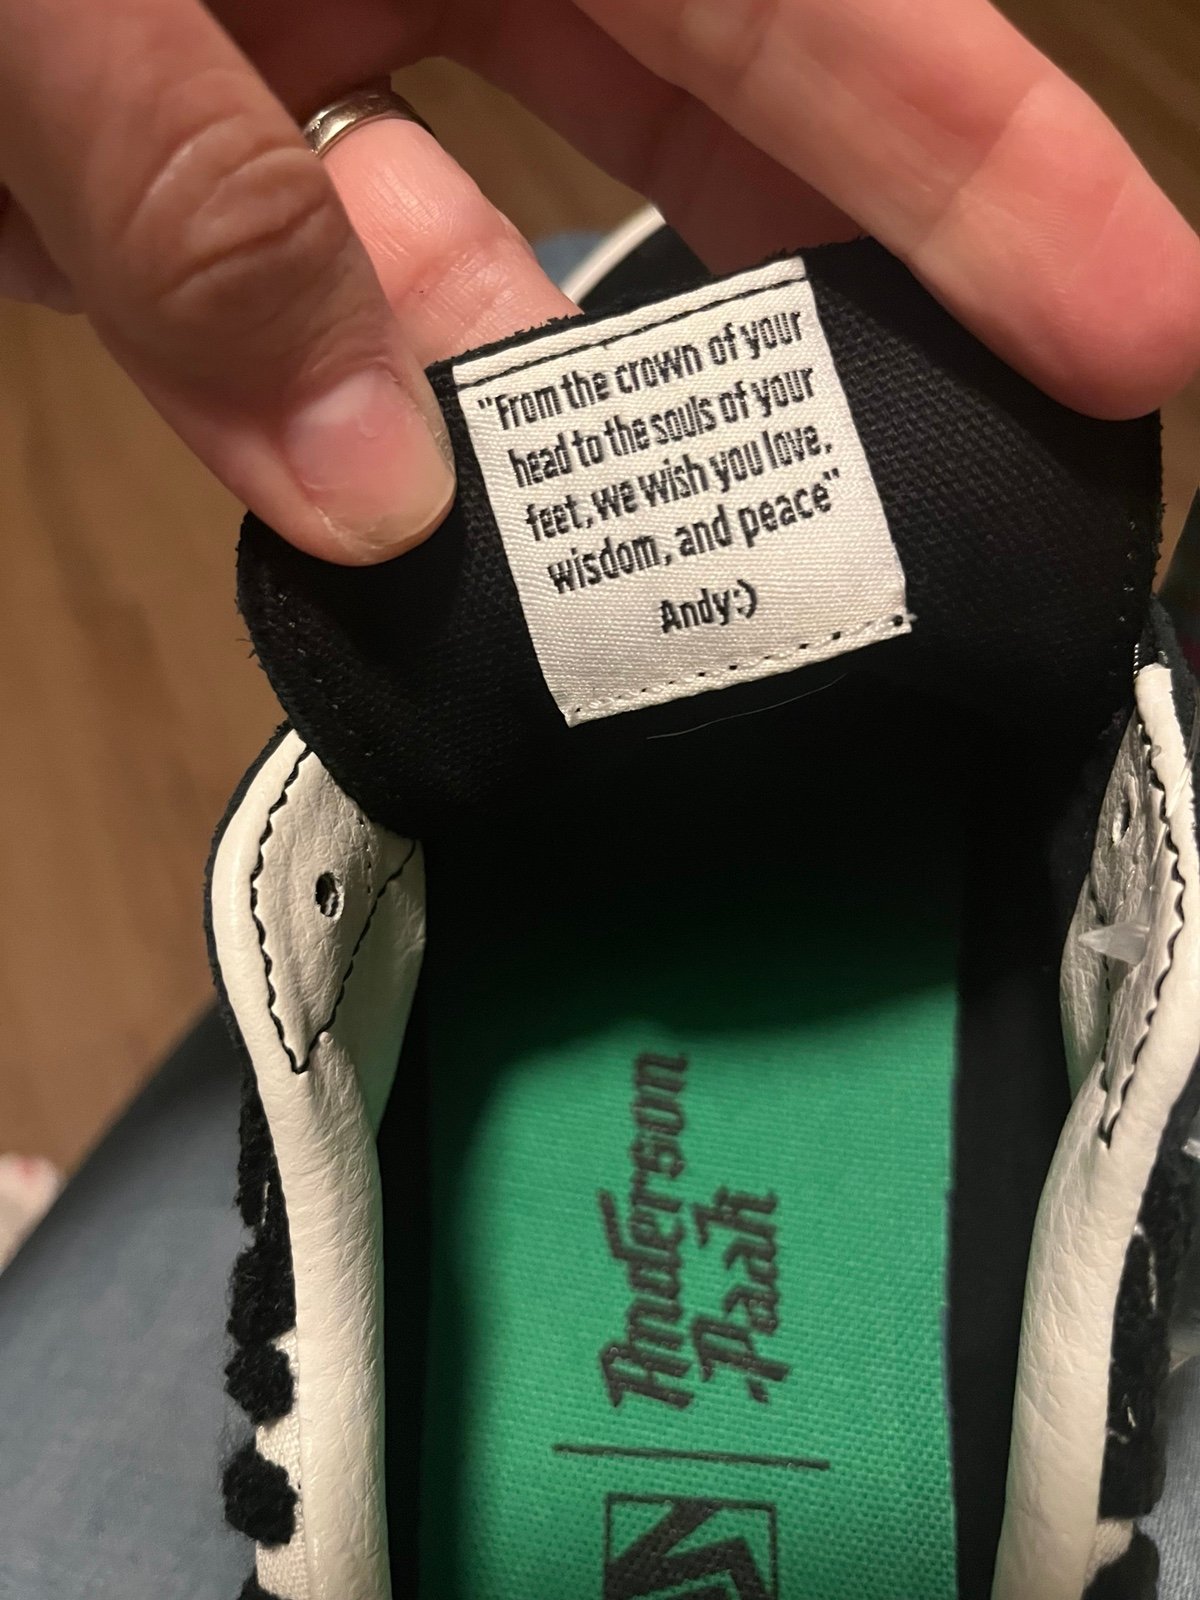 "From the crown of your
head to the souls of your
feet, we wish you love,
wisdom, and peace"
Andy:)
Anderson
.Paak